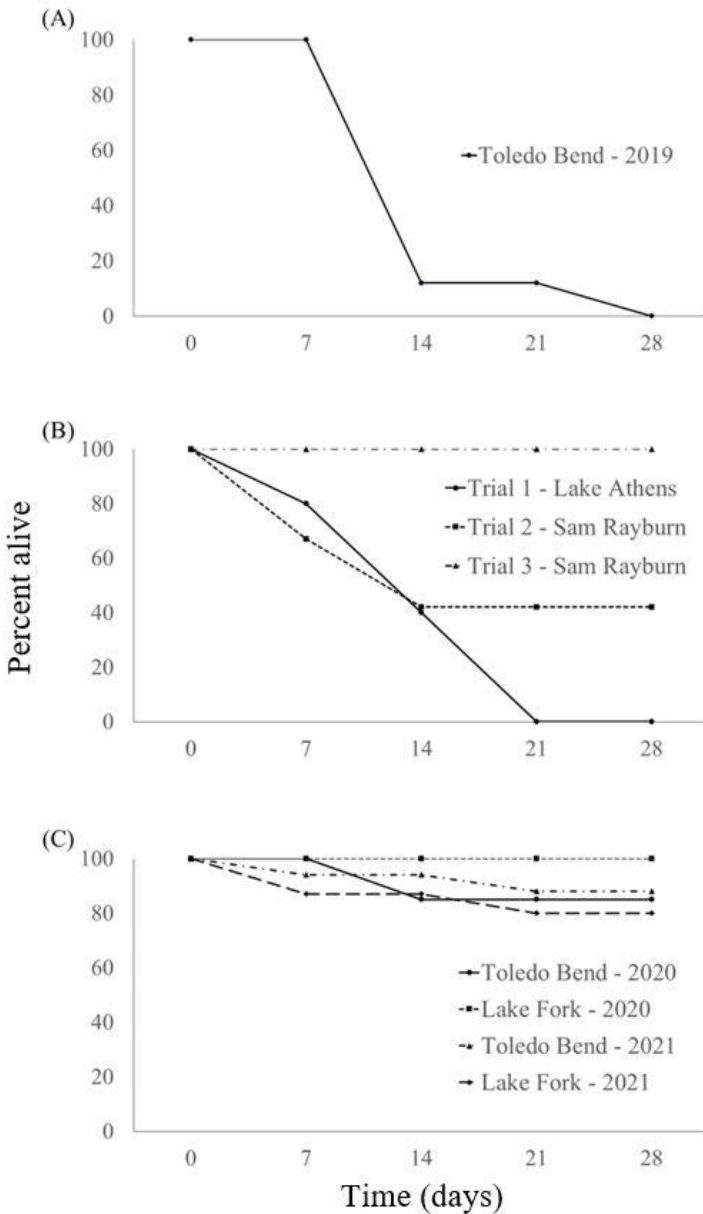 (A)
100
80
60
40
20
0
Toledo Bend - 2019
0 7 14 21 28
(B)
100
80
60
40
20
0
Trial 1 - Lake Athens
Trial 2 - Sam Rayburn
Trial 3 - Sam Rayburn
0 7 14 21 28
Percent alive
(C)
100
80
60
40
20
0
Toledo Bend - 2020
Lake Fork - 2020
Toledo Bend - 2021
Lake Fork - 2021
0 7 14 21 28
Time (days)